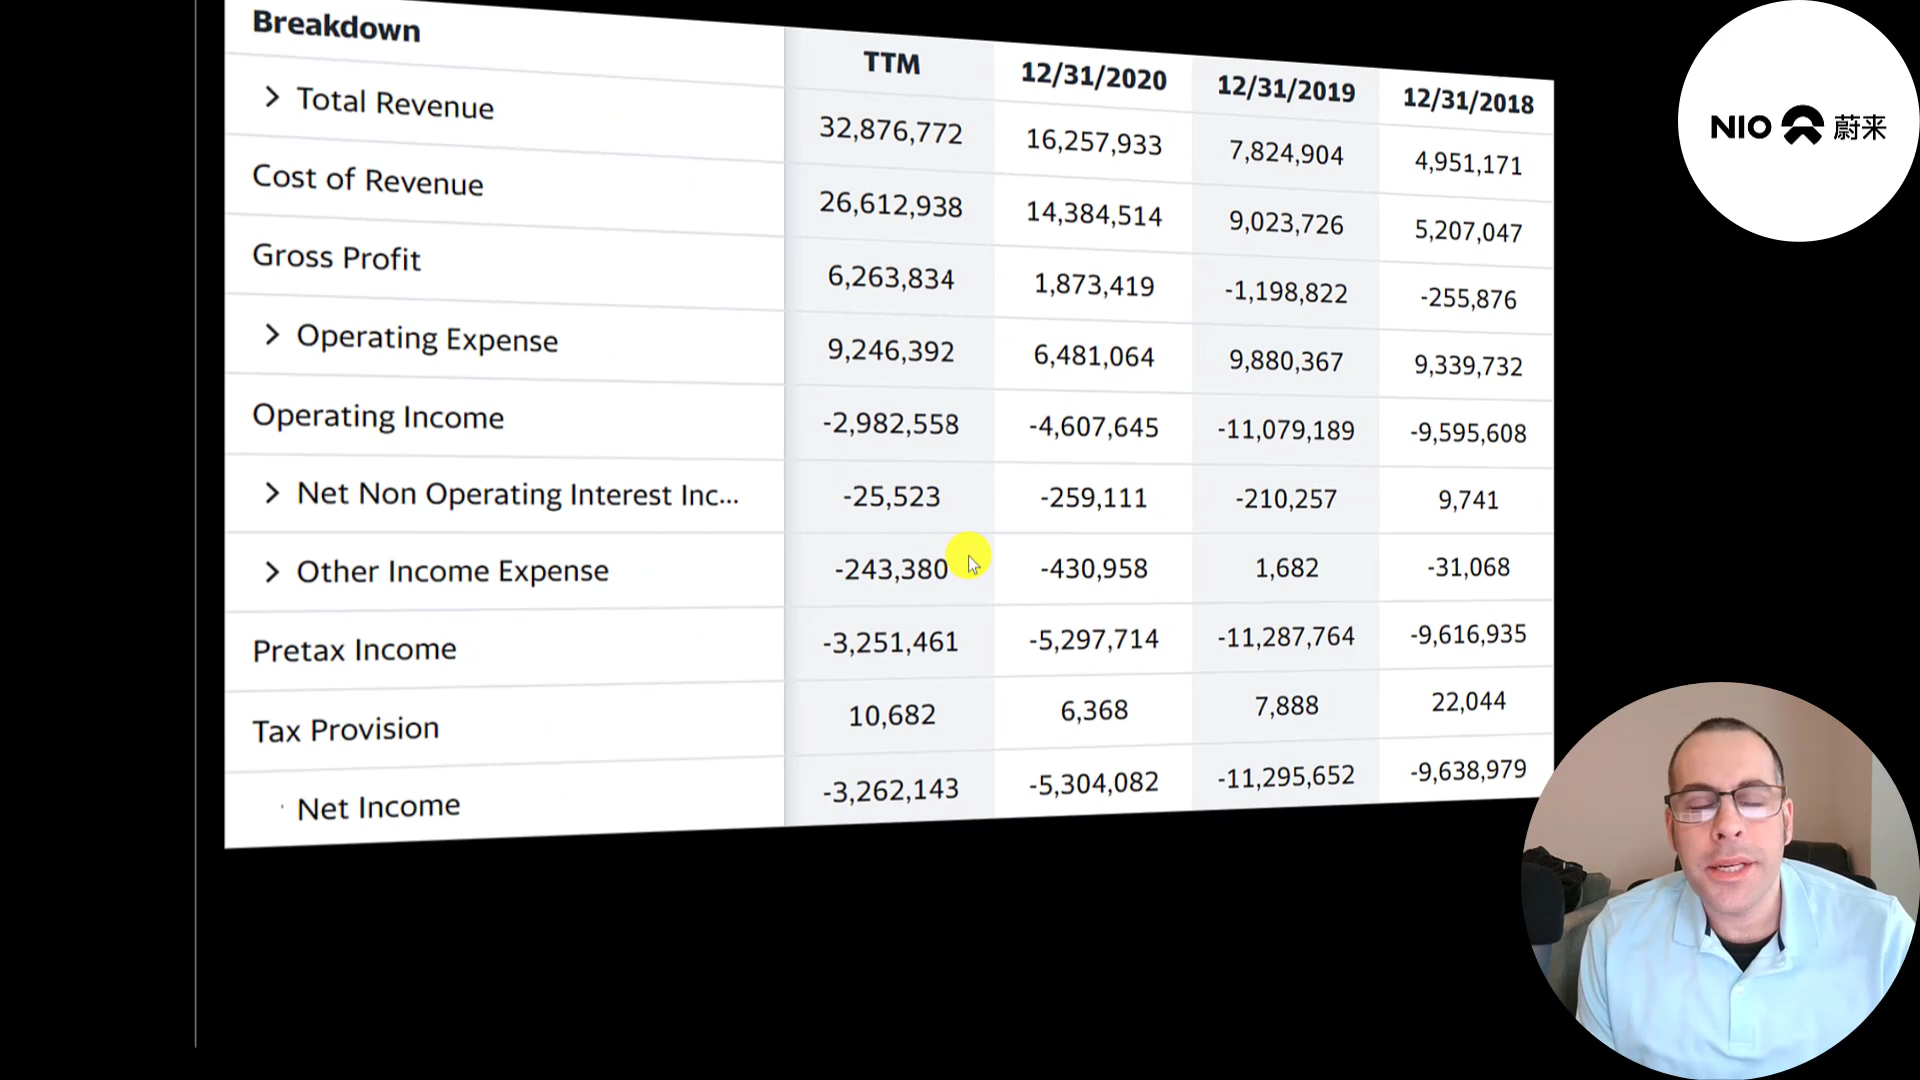 Breakdown TTM 12/31/2020 12/31/2019 12/31/2018
Total Revenue 32,876,772 16,257,933 7,824,904 4,951,171
Cost of Revenue 26,612,938 14,384,514 9,023,726 5,207,047
Gross Profit 6,263,834 1,873,419 -1,198,822 -255,876
Operating Expense 9,246,392 6,481,064 9,880,367 9,339,732
Operating Income -2,982,558 -4,607,645 -11,079,189 -9,595,608
Net Non Operating Interest Inc... -25,523 -259,111 -210,257 9,741
Other Income Expense -243,380 -430,958 1,682 -31,068
Pretax Income -3,251,461 -5,297,714 -11,287,764 -9,616,935
Tax Provision 10,682 6,368 7,888 22,044
Net Income -3,262,143 -5,304,082 -11,295,652 -9,638,979
NIO 蔚来